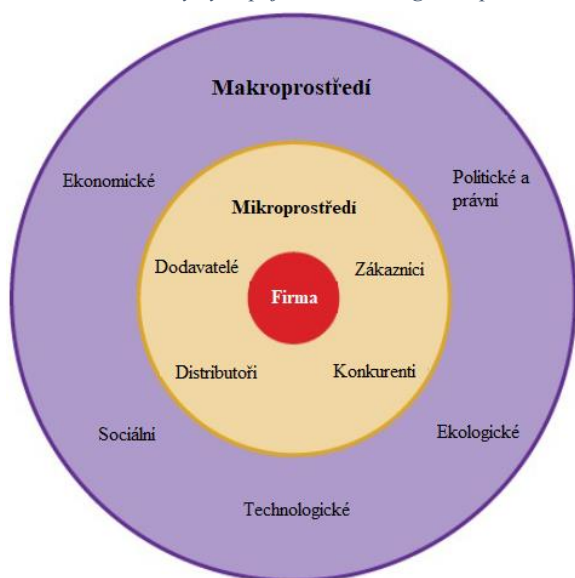 Makroprostředí
Ekonomické
Politické a
právní
Mikroprostředí
Dodavatelé
Zákazníci
Firma
Distributoři
Konkurenti
Sociální
Ekologické
Technologické